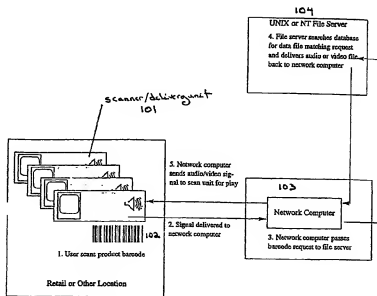 104
UNIX or NT File Server
4. File server searches database
for data file matching request
and delivers audio or video file
back to network computer
scanner/delivery unit
101
5. Network computer
sends audio/video sig-
nal to scan unit for play
103
Network Computer
102
2. Signal delivered to
network computer
3. Network computer passes
barcode request to file server
1. User scans product barcode
Retail or Other Location